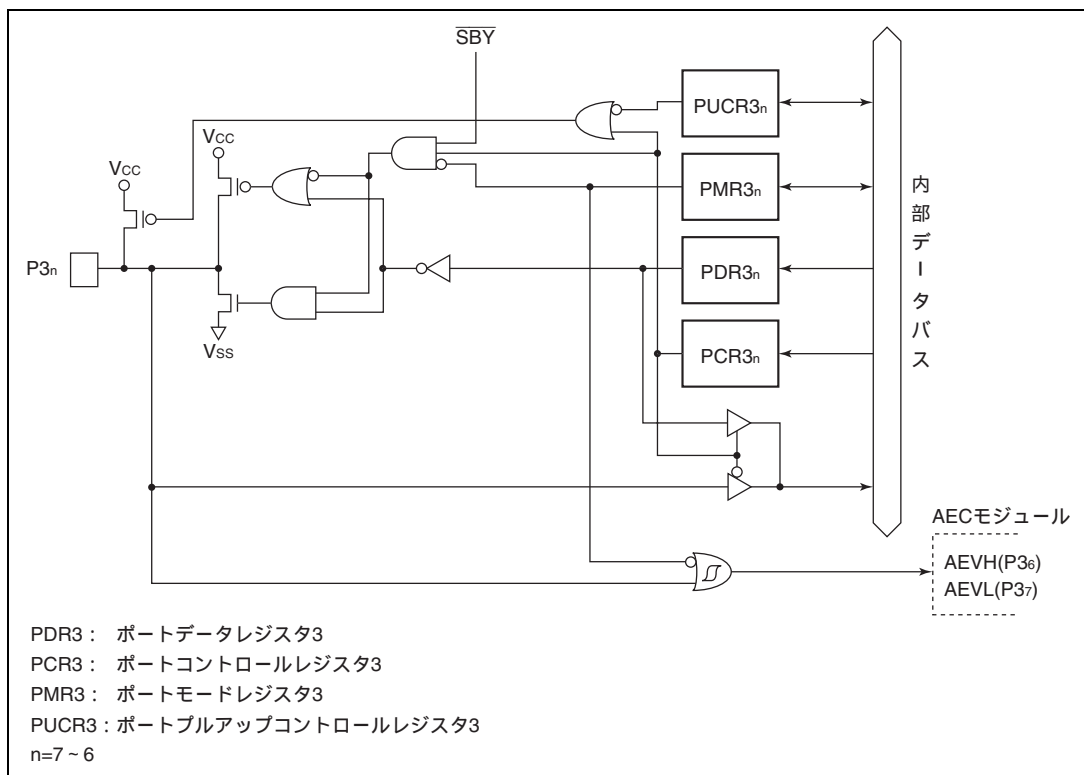 SBY
PUCR3n
VCC
VCC
PMR3n
内部データバス
P3n
PDR3n
VSS
PCR3n
AECモジュール
AEVH(P36)
AEVL(P37)
PDR3： ポートデータレジスタ3
PCR3： ポートコントロールレジスタ3
PMR3： ポートモードレジスタ3
PUCR3：ポートプルアップコントロールレジスタ3
n=7～6